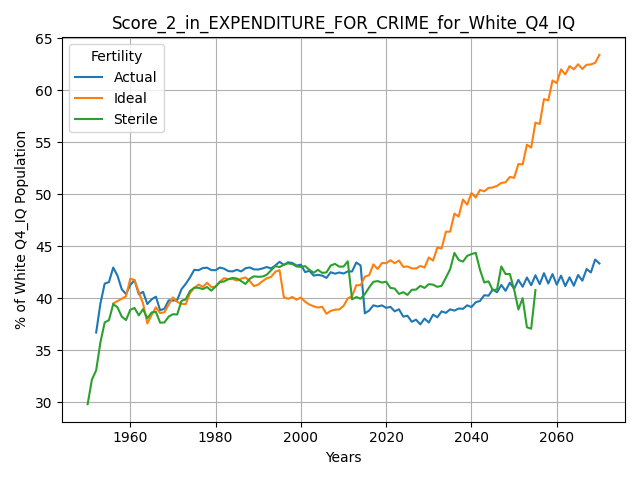 Score_2_in_EXPENDITURE_FOR_CRIME_for_White_Q4_IQ
Fertility
Actual
Ideal
Sterile
% of White Q4_IQ Population
65
60
55
50
45
40
35
30
1960
1980
2000
2020
2040
2060
Years